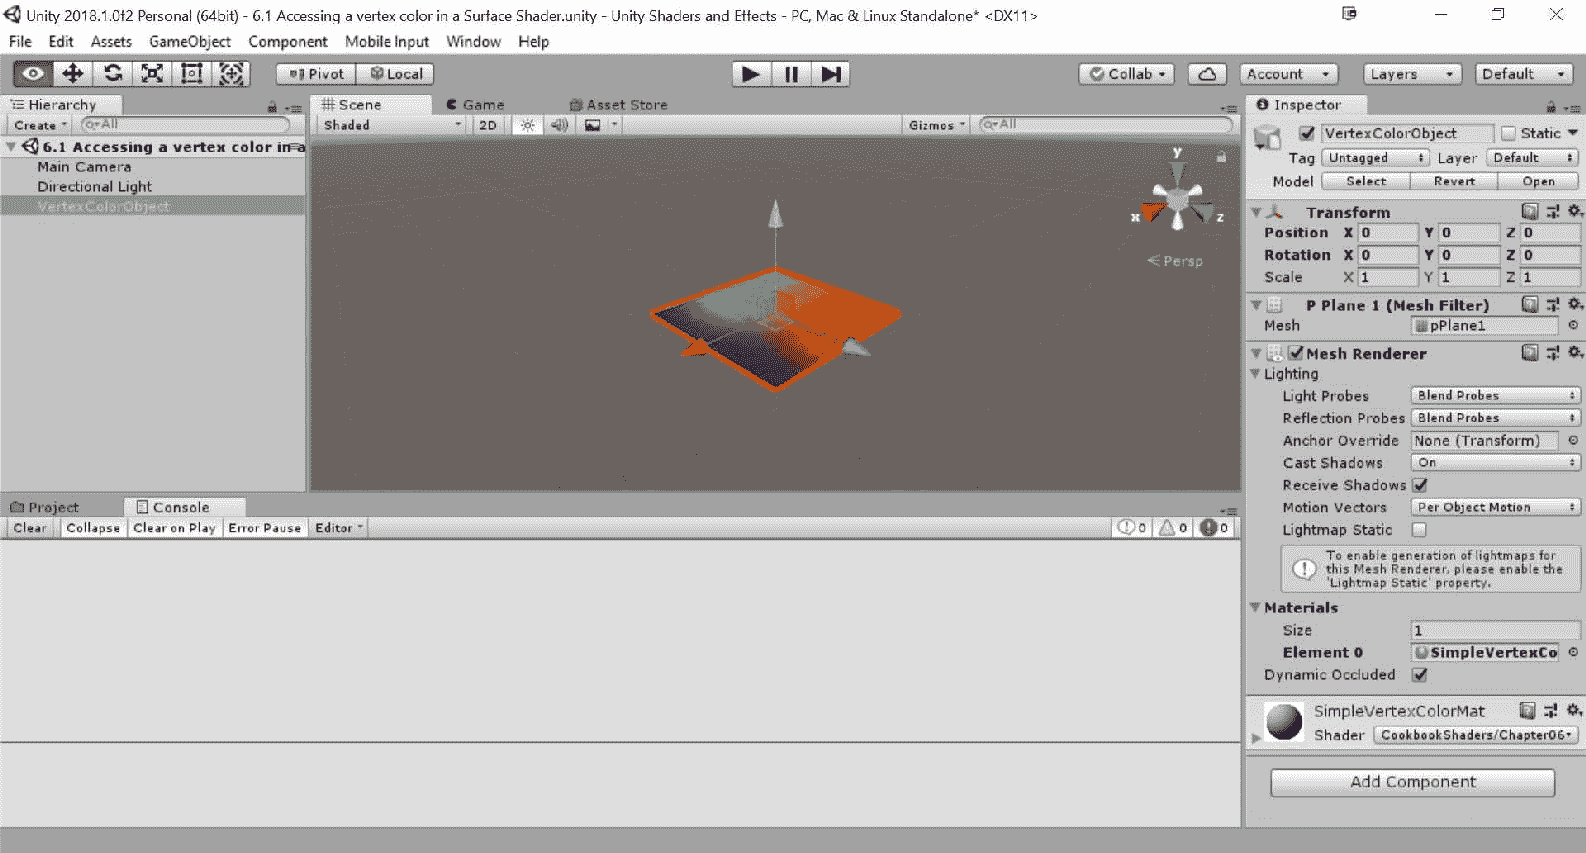 Unity 2018.1.0f2 Personal (64bit) - 6.1 Accessing a vertex color in a Surface Shader.unity - Unity Shaders and Effects - PC, Mac & Linux Standalone* <DX11>
File Edit Assets GameObject Component Mobile Input Window Help
Pivot Local Collab Account Layers Default
Hierarchy
Create All
6.1 Accessing a vertex color in a
Main Camera
Directional Light
VertexColorObject
Scene Game Asset Store
Shaded 2D Gizmos All
y
x z
Persp
Inspector
VertexColorObject Static
Tag Untagged Layer Default
Model Select Revert Open
Transform
Position X 0 Y 0 Z 0
Rotation X 0 Y 0 Z 0
Scale X 1 Y 1 Z 1
P Plane 1 (Mesh Filter)
Mesh pPlane1
Mesh Renderer
Lighting
Light Probes Blend Probes
Reflection Probes Blend Probes
Anchor Override None (Transform)
Cast Shadows On
Receive Shadows
Motion Vectors Per Object Motion
Lightmap Static
To enable generation of lightmaps for
this Mesh Renderer, please enable the
'Lightmap Static' property.
Materials
Size 1
Element 0 SimpleVertexCo
Dynamic Occluded
SimpleVertexColorMat
Shader CookbookShaders/Chapter06
Add Component
Project Console
Clear Collapse Clear on Play Error Pause Editor 0 0 0